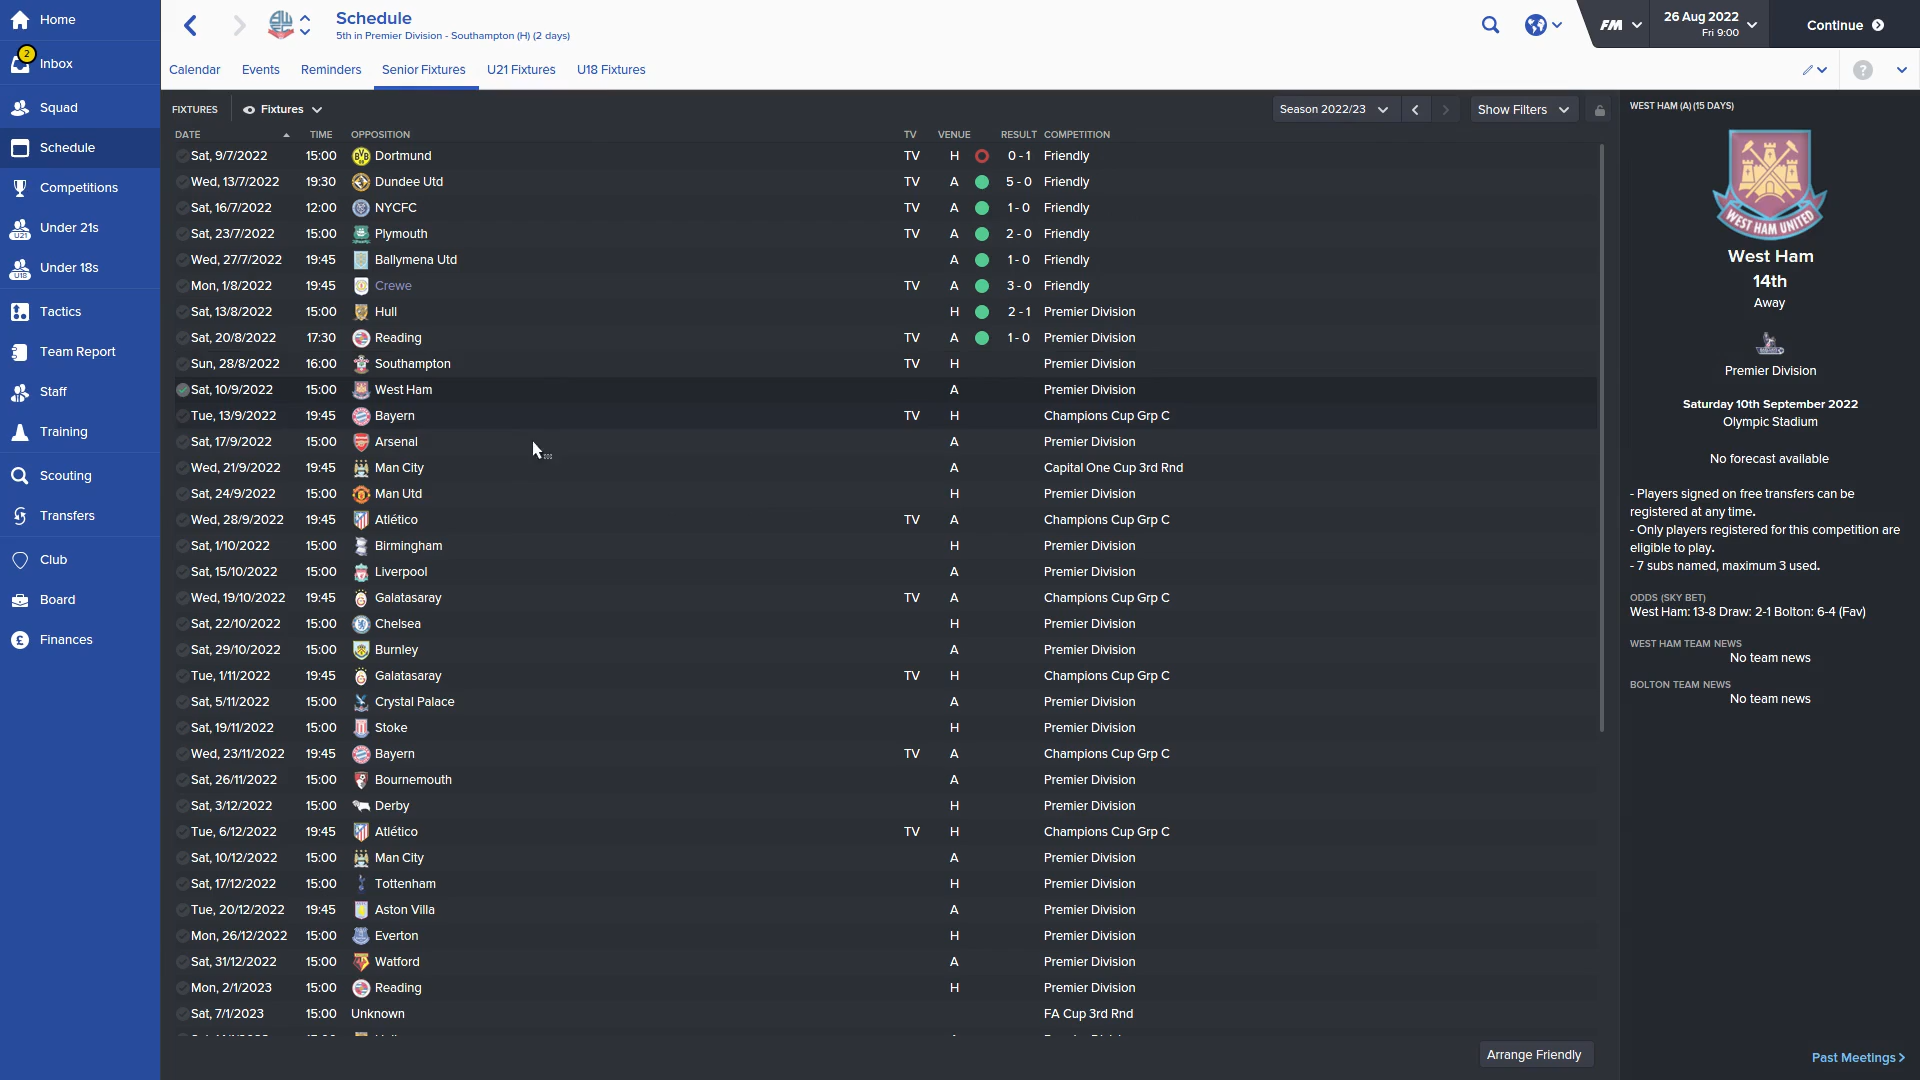 Home
2
Inbox
Squad
Schedule
Competitions
U21
Under 21s
U18
Under 18s
Tactics
Team Report
Staff
Training
Scouting
Transfers
Club
Board
£ Finances
Schedule
5th in Premier Division - Southampton (H) (2 days)
FM
26 Aug 2022
Fri 9:00
Continue
Calendar Events Reminders Senior Fixtures U21 Fixtures U18 Fixtures
?
FIXTURES Fixtures Season 2022/23 Show Filters
DATE TIME OPPOSITION TV VENUE RESULT COMPETITION
Sat, 9/7/2022 15:00 Dortmund TV H 0 - 1 Friendly
Wed, 13/7/2022 19:30 Dundee Utd TV A 5 - 0 Friendly
Sat, 16/7/2022 12:00 NYCFC TV A 1 - 0 Friendly
Sat, 23/7/2022 15:00 Plymouth TV A 2 - 0 Friendly
Wed, 27/7/2022 19:45 Ballymena Utd A 1 - 0 Friendly
Mon, 1/8/2022 19:45 Crewe TV A 3 - 0 Friendly
Sat, 13/8/2022 15:00 Hull H 2 - 1 Premier Division
Sat, 20/8/2022 17:30 Reading TV A 1 - 0 Premier Division
Sun, 28/8/2022 16:00 Southampton TV H Premier Division
Sat, 10/9/2022 15:00 West Ham A Premier Division
Tue, 13/9/2022 19:45 Bayern TV H Champions Cup Grp C
Sat, 17/9/2022 15:00 Arsenal A Premier Division
Wed, 21/9/2022 19:45 Man City A Capital One Cup 3rd Rnd
Sat, 24/9/2022 15:00 Man Utd H Premier Division
Wed, 28/9/2022 19:45 Atlético TV A Champions Cup Grp C
Sat, 1/10/2022 15:00 Birmingham H Premier Division
Sat, 15/10/2022 15:00 Liverpool A Premier Division
Wed, 19/10/2022 19:45 Galatasaray TV A Champions Cup Grp C
Sat, 22/10/2022 15:00 Chelsea H Premier Division
Sat, 29/10/2022 15:00 Burnley A Premier Division
Tue, 1/11/2022 19:45 Galatasaray TV H Champions Cup Grp C
Sat, 5/11/2022 15:00 Crystal Palace A Premier Division
Sat, 19/11/2022 15:00 Stoke H Premier Division
Wed, 23/11/2022 19:45 Bayern TV A Champions Cup Grp C
Sat, 26/11/2022 15:00 Bournemouth A Premier Division
Sat, 3/12/2022 15:00 Derby H Premier Division
Tue, 6/12/2022 19:45 Atlético TV H Champions Cup Grp C
Sat, 10/12/2022 15:00 Man City A Premier Division
Sat, 17/12/2022 15:00 Tottenham H Premier Division
Tue, 20/12/2022 19:45 Aston Villa A Premier Division
Mon, 26/12/2022 15:00 Everton H Premier Division
Sat, 31/12/2022 15:00 Watford A Premier Division
Mon, 2/1/2023 15:00 Reading H Premier Division
Sat, 7/1/2023 15:00 Unknown FA Cup 3rd Rnd
Arrange Friendly
WEST HAM (A) (15 DAYS)
WEST HAM UNITED
West Ham
14th
Away
Premier Division
Saturday 10th September 2022
Olympic Stadium
No forecast available
- Players signed on free transfers can be
registered at any time.
- Only players registered for this competition are
eligible to play.
- 7 subs named, maximum 3 used.
ODDS (SKY BET)
West Ham: 13-8 Draw: 2-1 Bolton: 6-4 (Fav)
WEST HAM TEAM NEWS
No team news
BOLTON TEAM NEWS
No team news
Past Meetings >